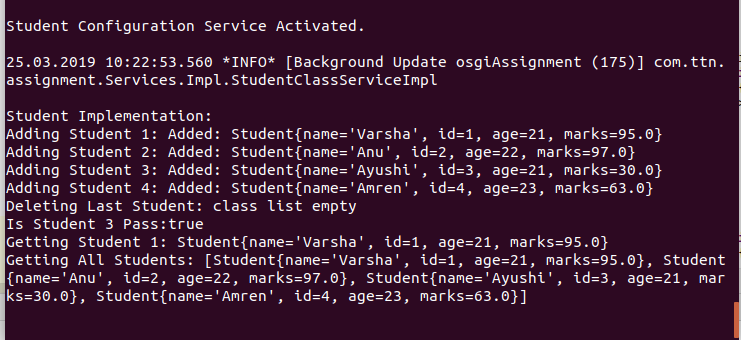 Student Configuration Service Activated.
25.03.2019 10:22:53.560 *INFO* [Background Update osgiAssignment (175)] com.ttn.
assignment.Services.Impl.StudentClassServiceImpl
Student Implementation:
Adding Student 1: Added: Student{name='Varsha', id=1, age=21, marks=95.0}
Adding Student 2: Added: Student{name='Anu', id=2, age=22, marks=97.0}
Adding Student 3: Added: Student{name='Ayushi', id=3, age=21, marks=30.0}
Adding Student 4: Added: Student{name='Amren', id=4, age=23, marks=63.0}
Deleting Last Student: class list empty
Is Student 3 Pass:true
Getting Student 1: Student{name='Varsha', id=1, age=21, marks=95.0}
Getting All Students: [Student{name='Varsha', id=1, age=21, marks=95.0}, Student
{name='Anu', id=2, age=22, marks=97.0}, Student{name='Ayushi', id=3, age=21, mar
ks=30.0}, Student{name='Amren', id=4, age=23, marks=63.0}]